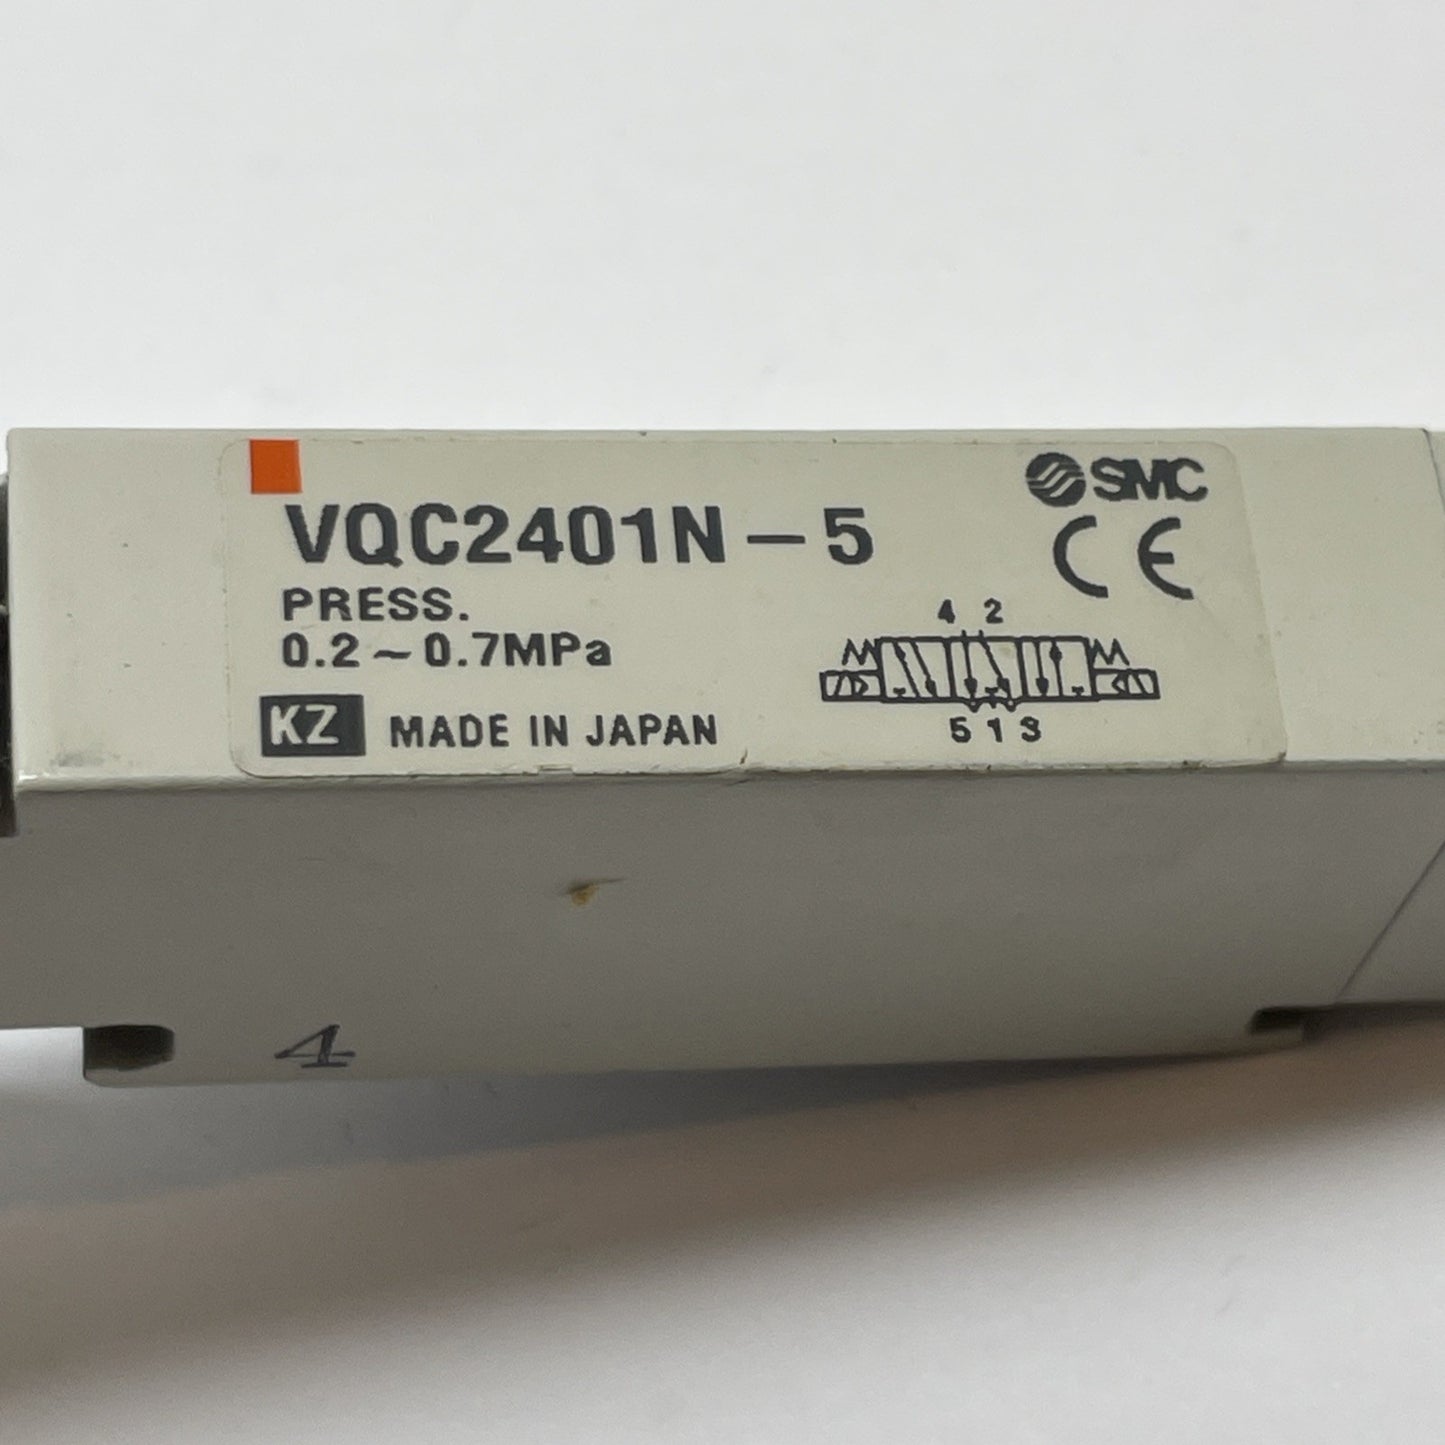 SMC
VQC2401N-5
CE
PRESS.
0.2~0.7MPa
4 2
KZ MADE IN JAPAN
5 1 3
4